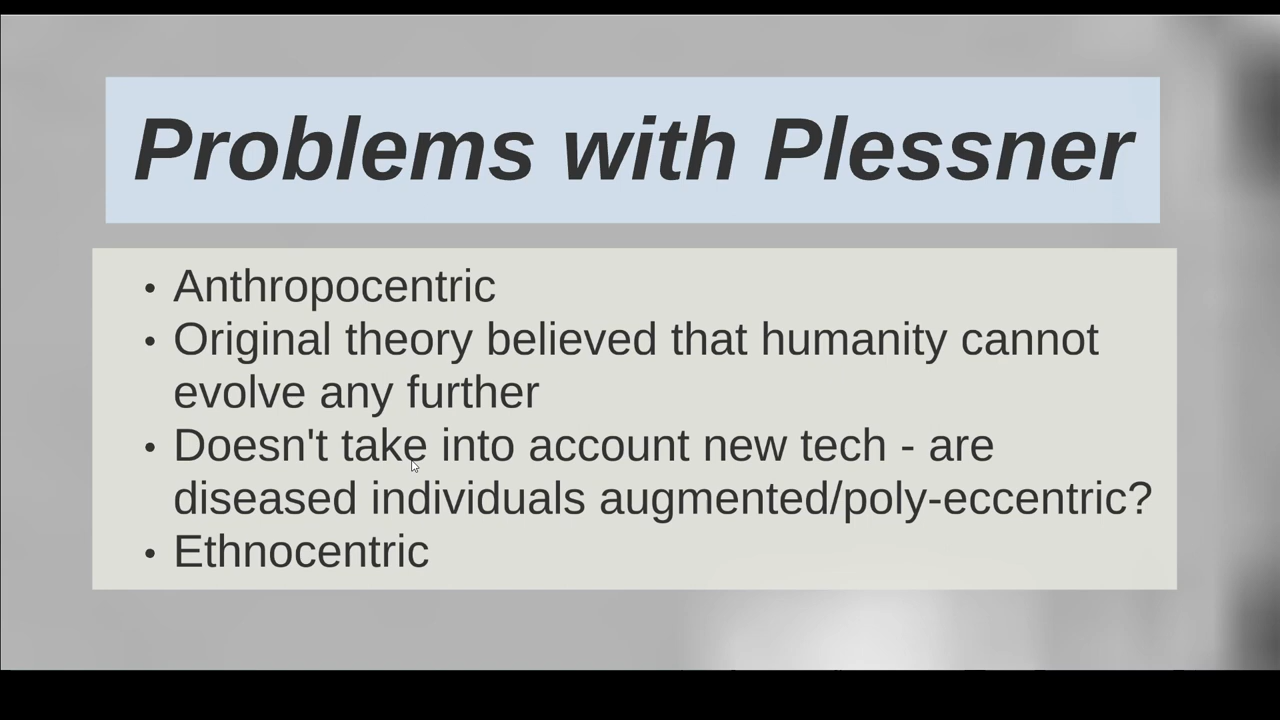 Problems with Plessner
• Anthropocentric
• Original theory believed that humanity cannot
evolve any further
• Doesn't take into account new tech - are
diseased individuals augmented/poly-eccentric?
• Ethnocentric